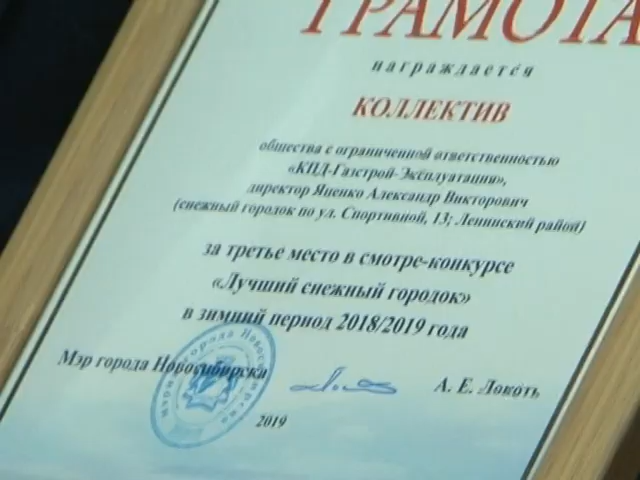 ГРАМОТА
награждается
КОЛЛЕКТИВ
общества с ограниченной ответственностью
«КПД-Газстрой-Эксплуатация»,
директор Яценко Александр Викторович
(снежный городок по ул. Спортивной, 13; Ленинский район)
за третье место в смотре-конкурсе
«Лучший снежный городок»
в зимний период 2018/2019 года
Мэр города Новосибирска
А. Е. Локоть
2019